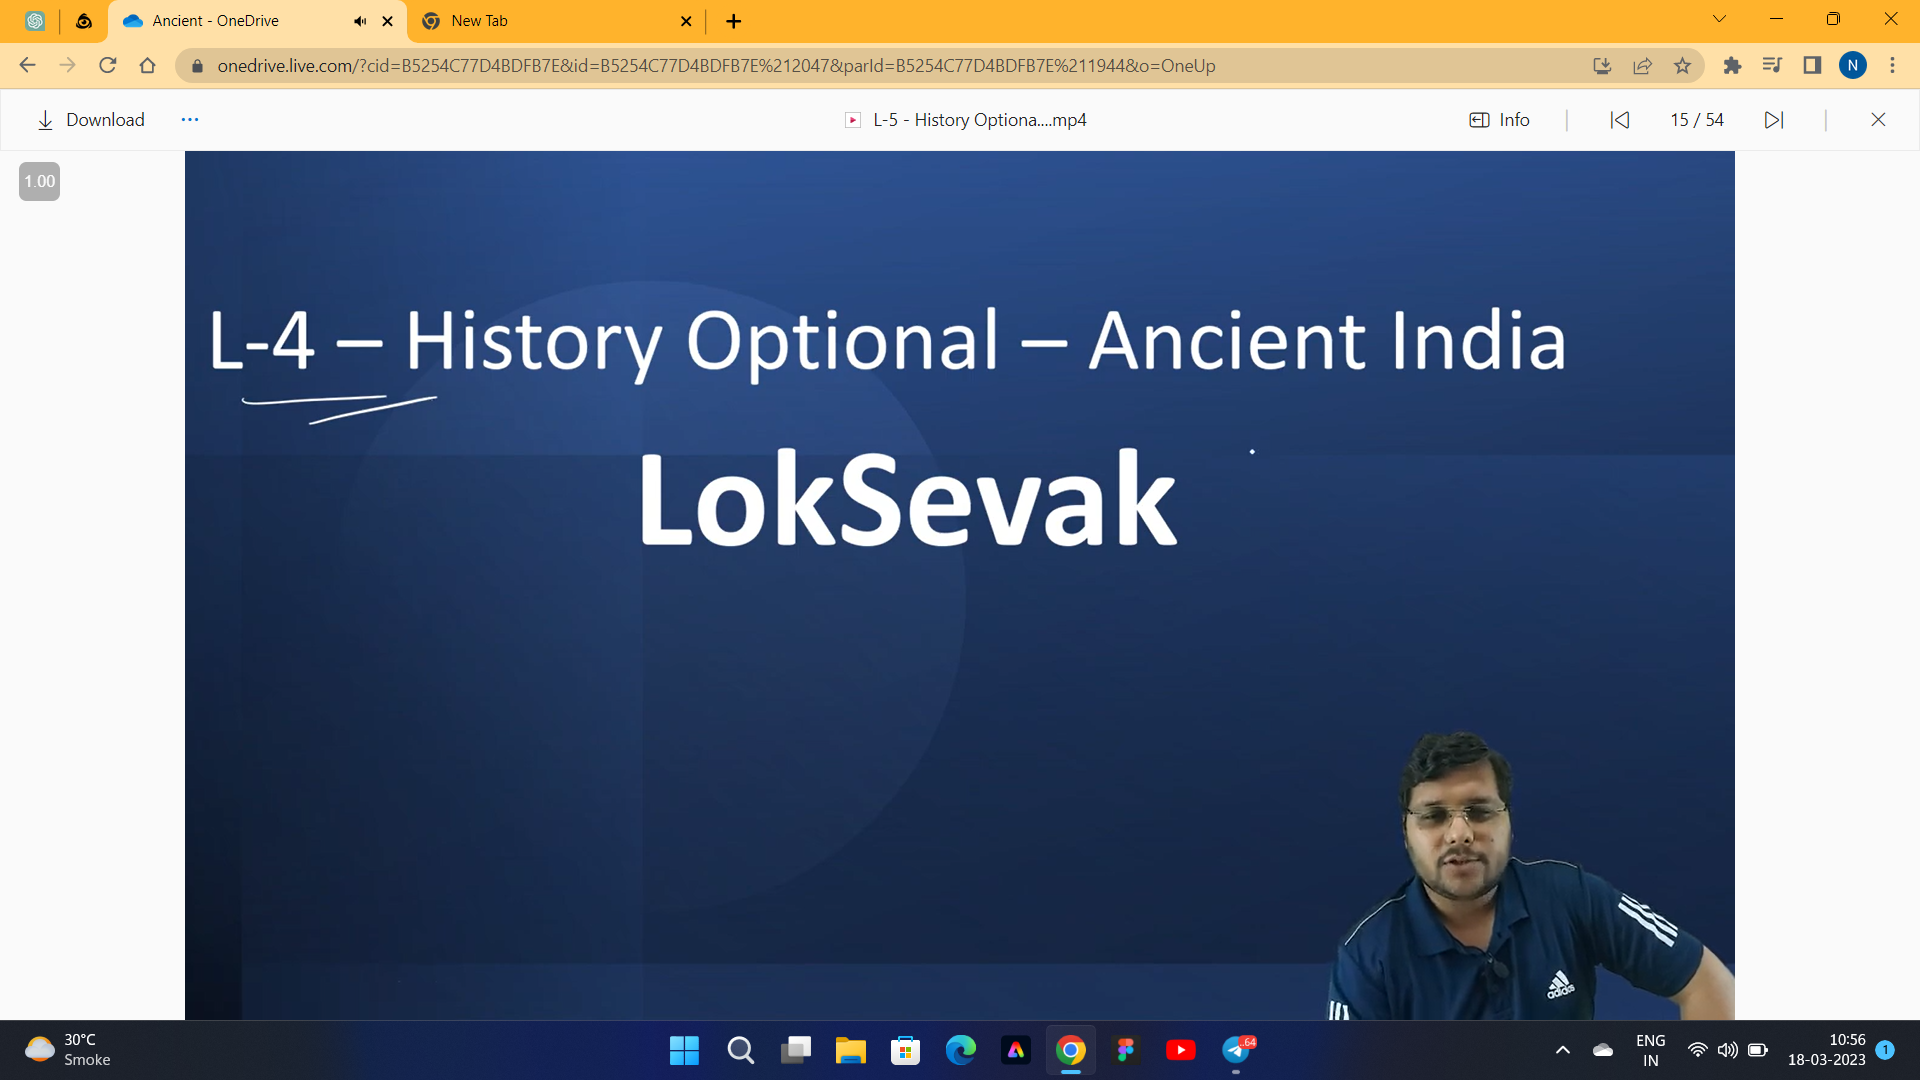 Ancient - OneDrive
New Tab
onedrive.live.com/?cid=B5254C77D4BDFB7E&id=B5254C77D4BDFB7E%212047&parId=B5254C77D4BDFB7E%211944&o=OneUp
N
Download
L-5 - History Optiona....mp4
Info
15 / 54
1.00
L-4 – History Optional – Ancient India
LokSevak
adidas
30°C
Smoke
..64
ENG
IN
10:56
18-03-2023
1